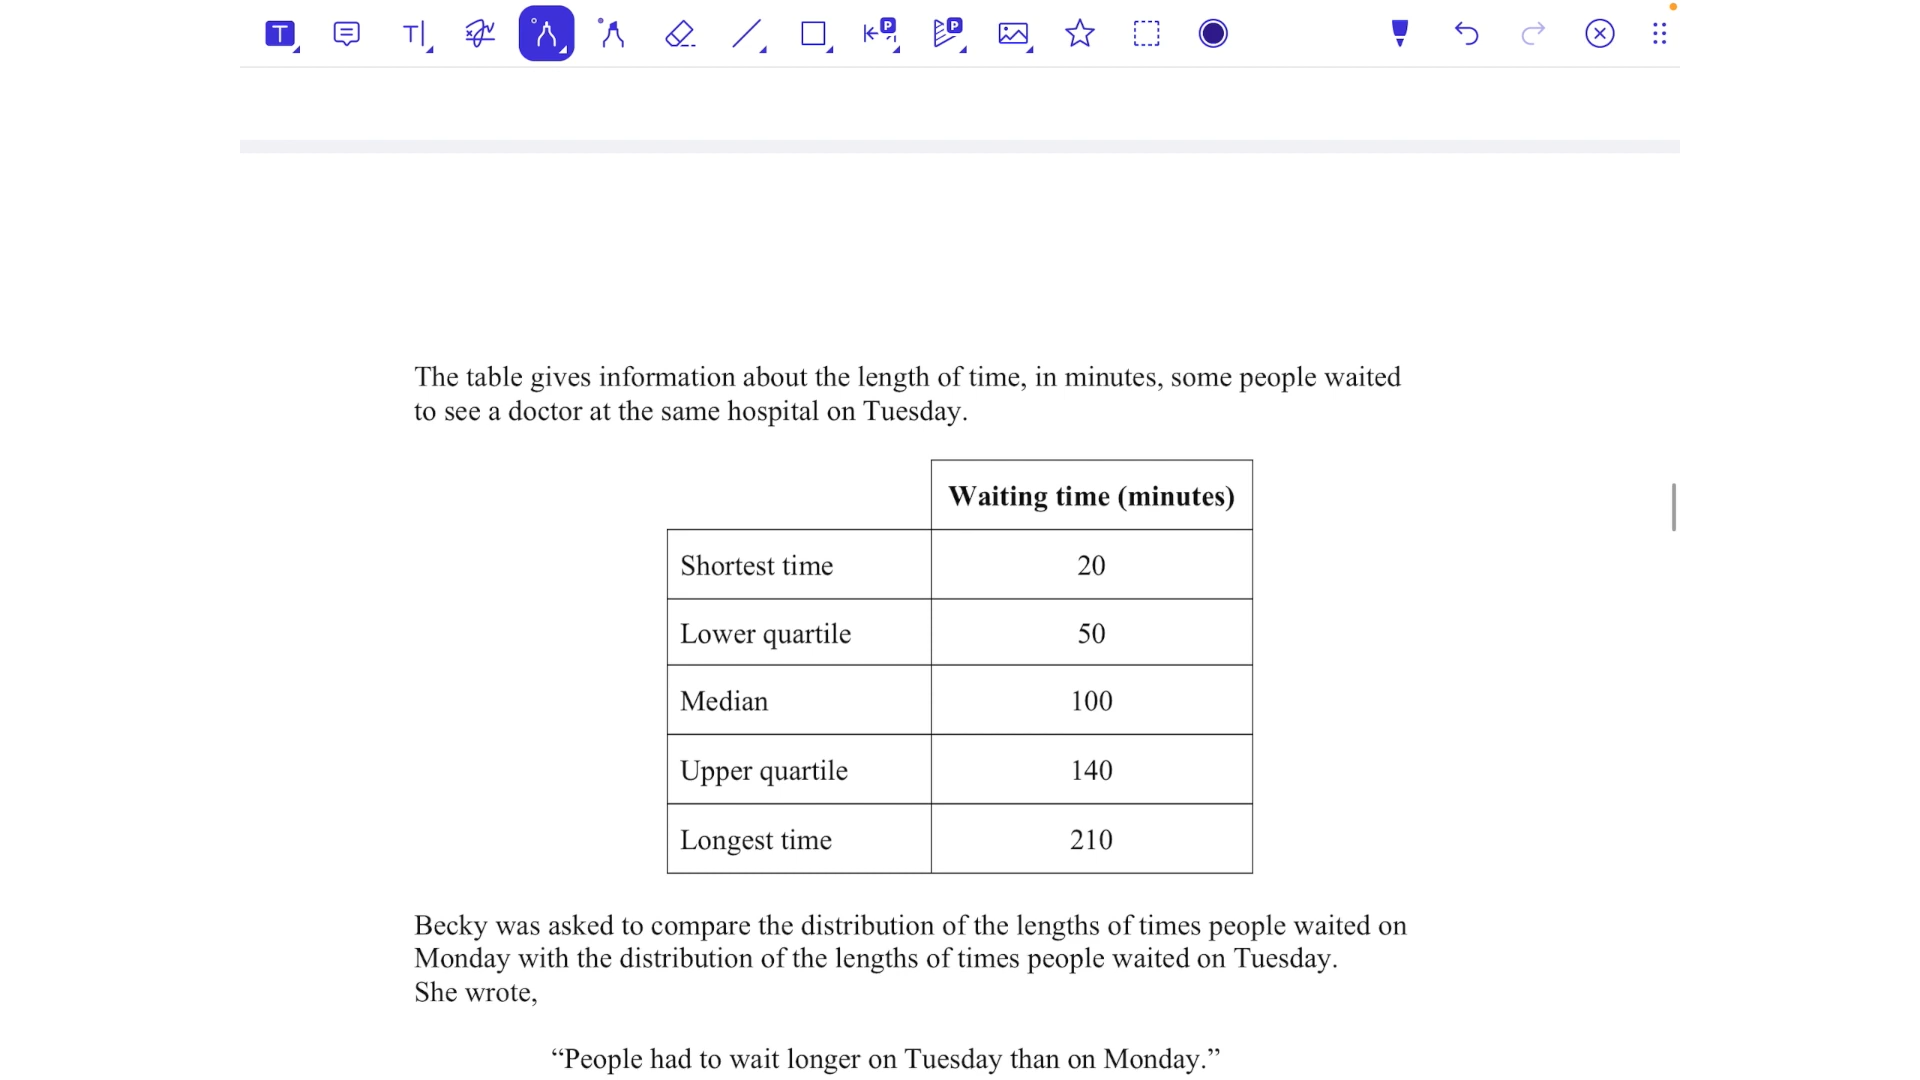 The table gives information about the length of time, in minutes, some people waited
to see a doctor at the same hospital on Tuesday.
Waiting time (minutes)
Shortest time 20
Lower quartile 50
Median 100
Upper quartile 140
Longest time 210
Becky was asked to compare the distribution of the lengths of times people waited on
Monday with the distribution of the lengths of times people waited on Tuesday.
She wrote,
“People had to wait longer on Tuesday than on Monday.”